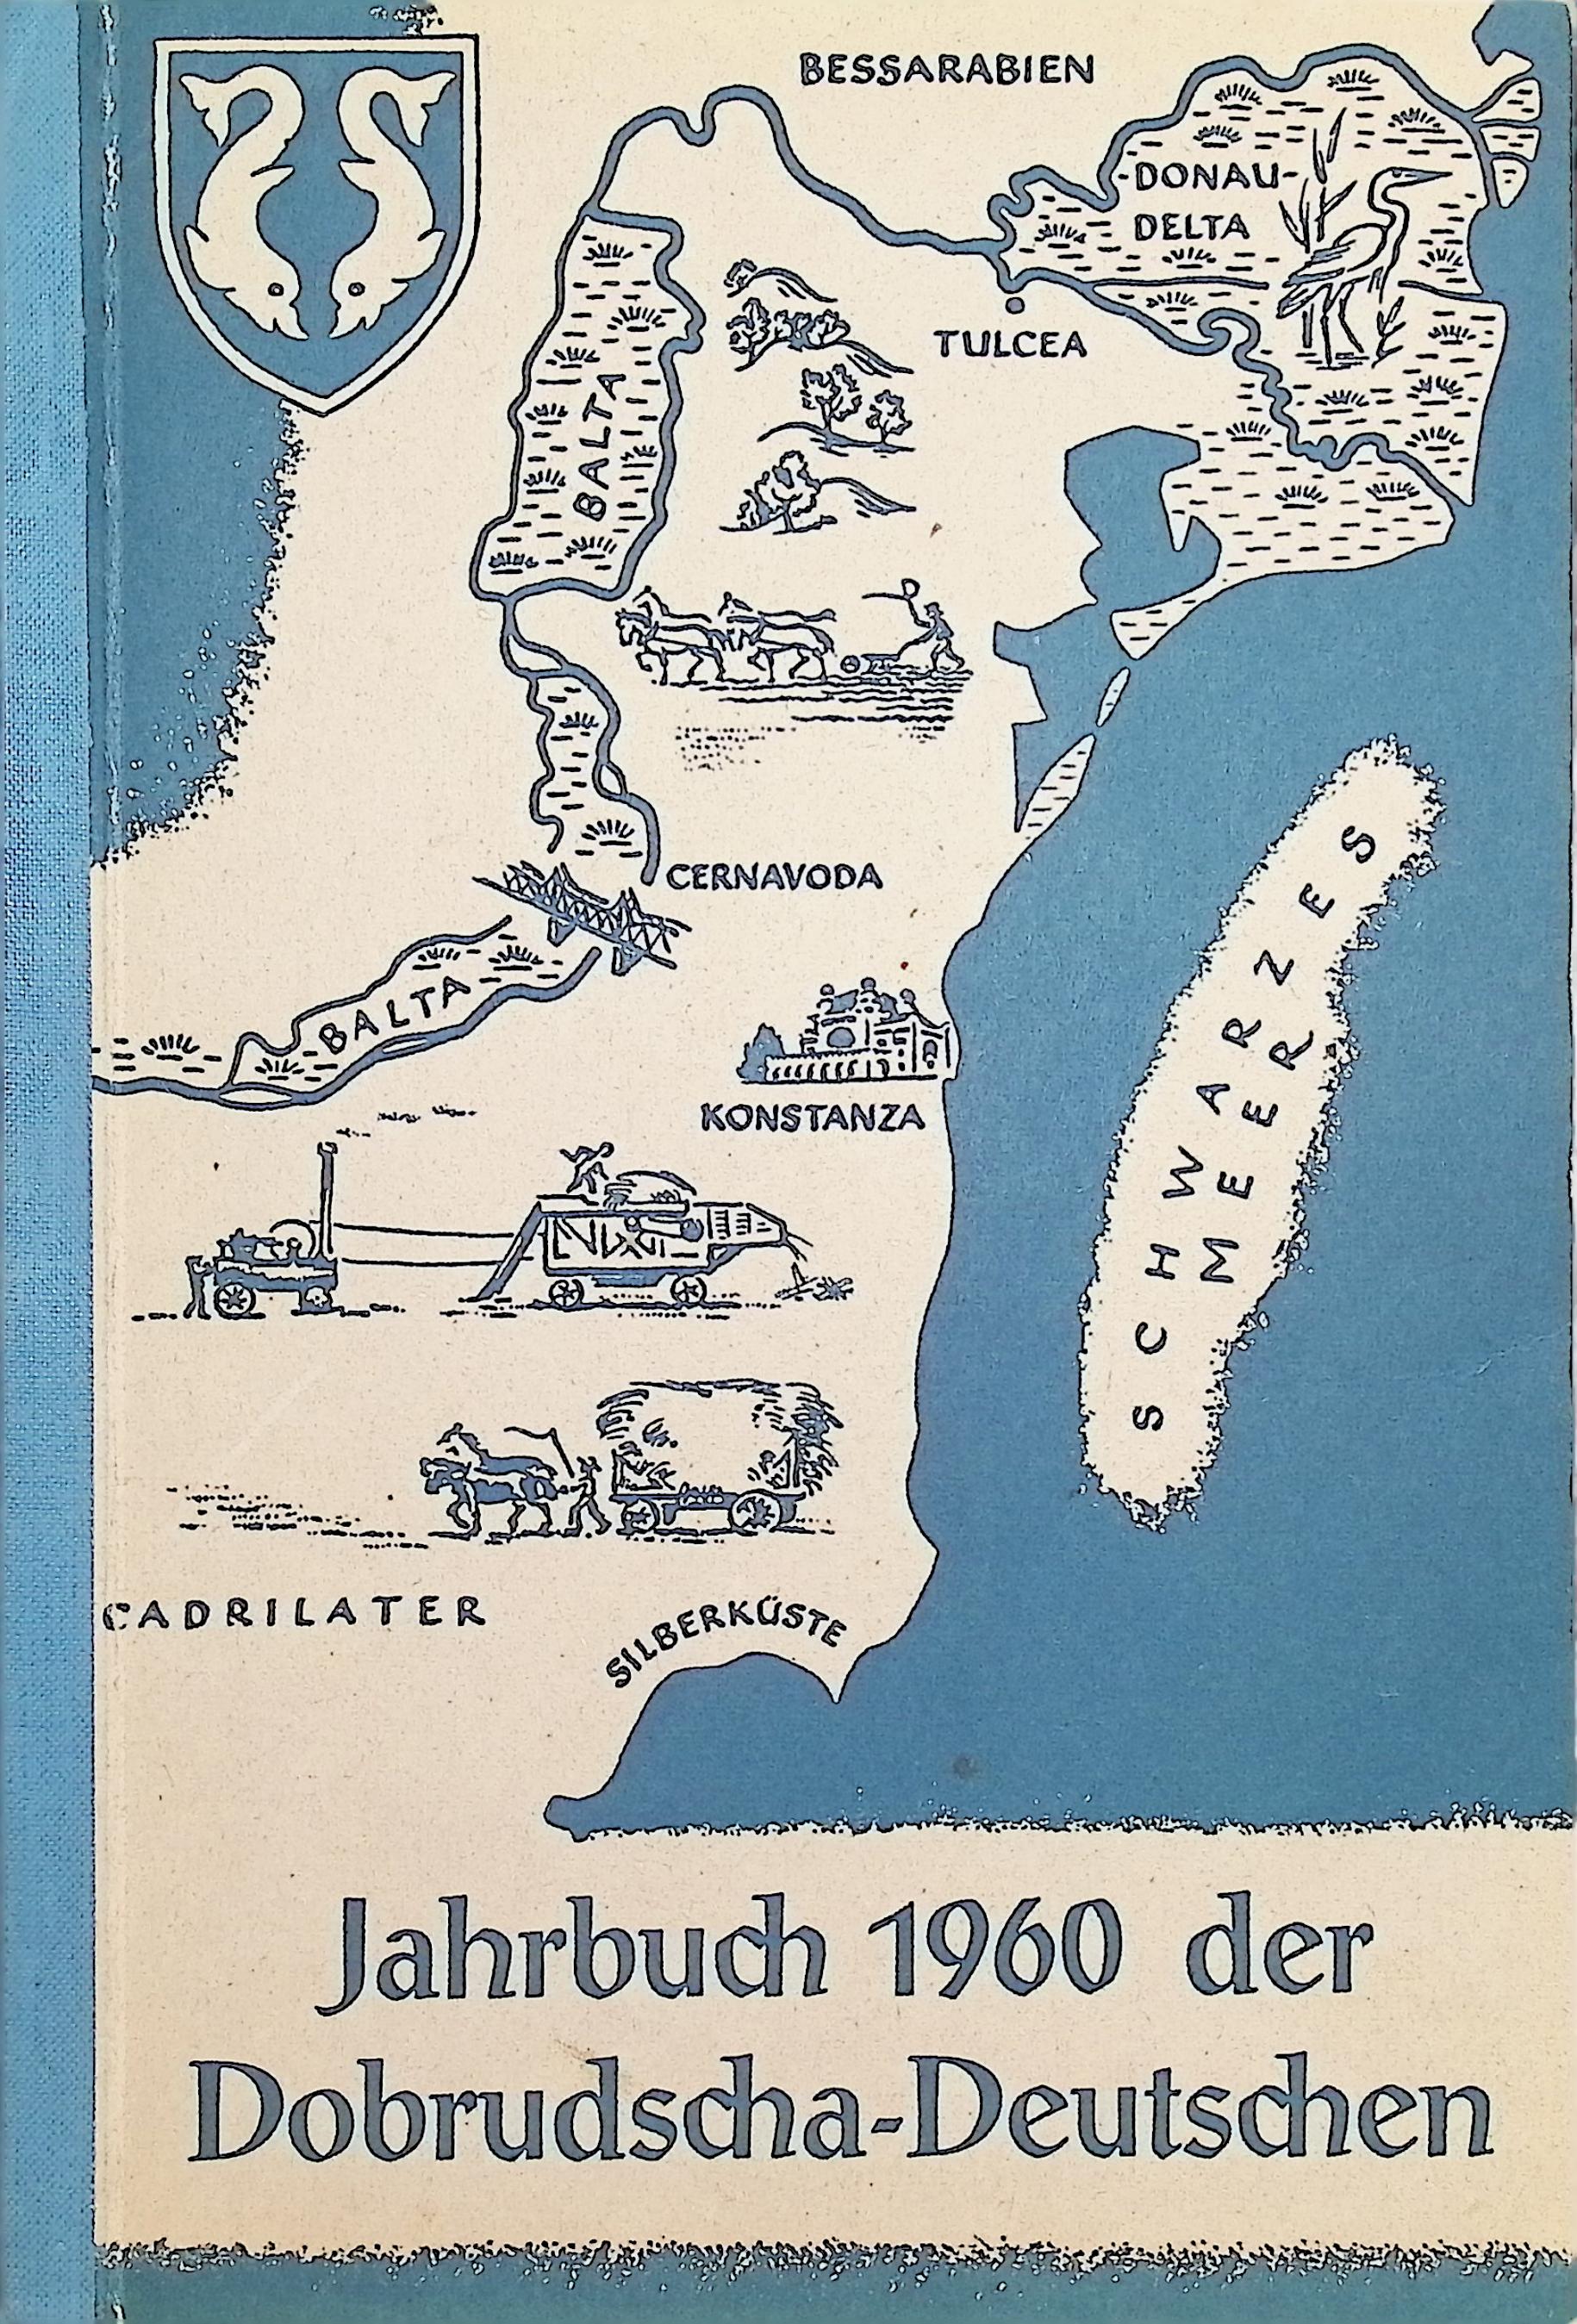 BESSARABIEN
-DONAU-
DELTA
TULCEA
BALTA
CERNAVODA
BALTA
KONSTANZA
SCHWARZES
MEER
CADRILATER
SILBERKÜSTE
Jahrbuch 1960 der
Dobrudscha-Deutschen